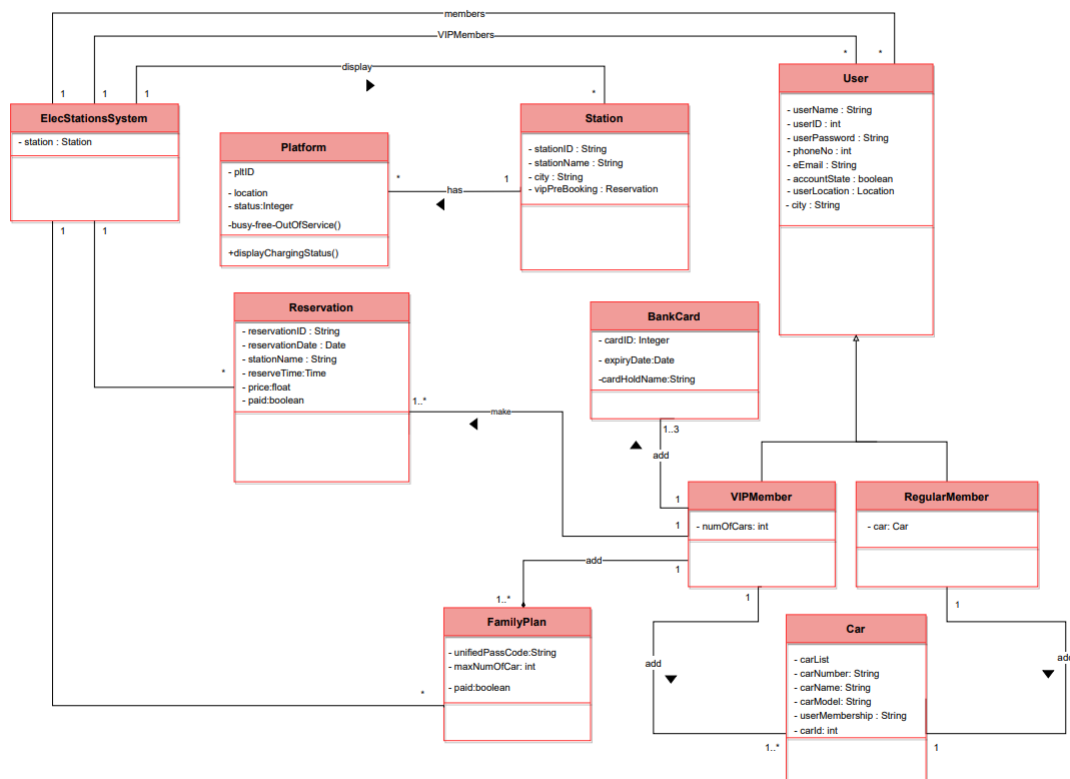 members
VIPMembers
display
*
*
1
1
1
*
ElecStationsSystem
- station : Station
1
1
Platform
- pltID
- location
- status:Integer
-busy-free-OutOfService()
+displayChargingStatus()
*
has
1
Station
- stationID : String
- stationName : String
- city : String
- vipPreBooking : Reservation
User
- userName : String
- userID : int
- userPassword : String
- phoneNo : int
- eEmail : String
- accountState : boolean
- userLocation : Location
- city : String
Reservation
- reservationID : String
- reservationDate : Date
- stationName : String
- reserveTime:Time
- price:float
- paid:boolean
*
1..*
make
1
BankCard
- cardID: Integer
- expiryDate:Date
-cardHoldName:String
1..3
add
1
VIPMember
- numOfCars: int
RegularMember
- car: Car
add
1
1..*
FamilyPlan
- unifiedPassCode:String
- maxNumOfCar: int
- paid:boolean
*
1
add
1..*
1
add
1
Car
- carList
- carNumber: String
- carName: String
- carModel: String
- userMembership : String
- carId: int